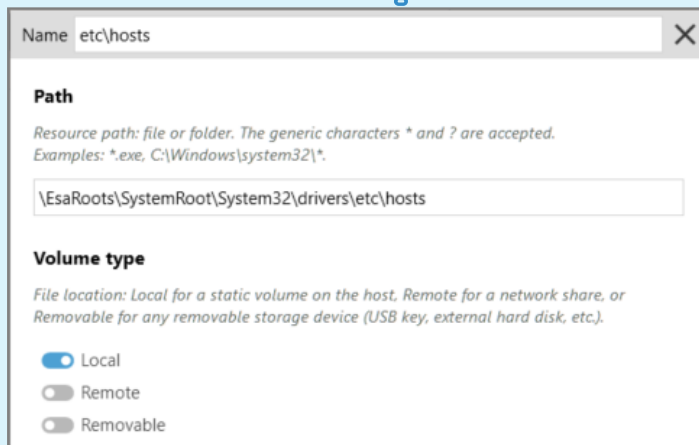 Name etc\hosts
Path
Resource path: file or folder. The generic characters * and ? are accepted.
Examples: *.exe, C:\Windows\system32\*.
\EsaRoots\SystemRoot\System32\drivers\etc\hosts
Volume type
File location: Local for a static volume on the host, Remote for a network share, or
Removable for any removable storage device (USB key, external hard disk, etc.).
Local
Remote
Removable